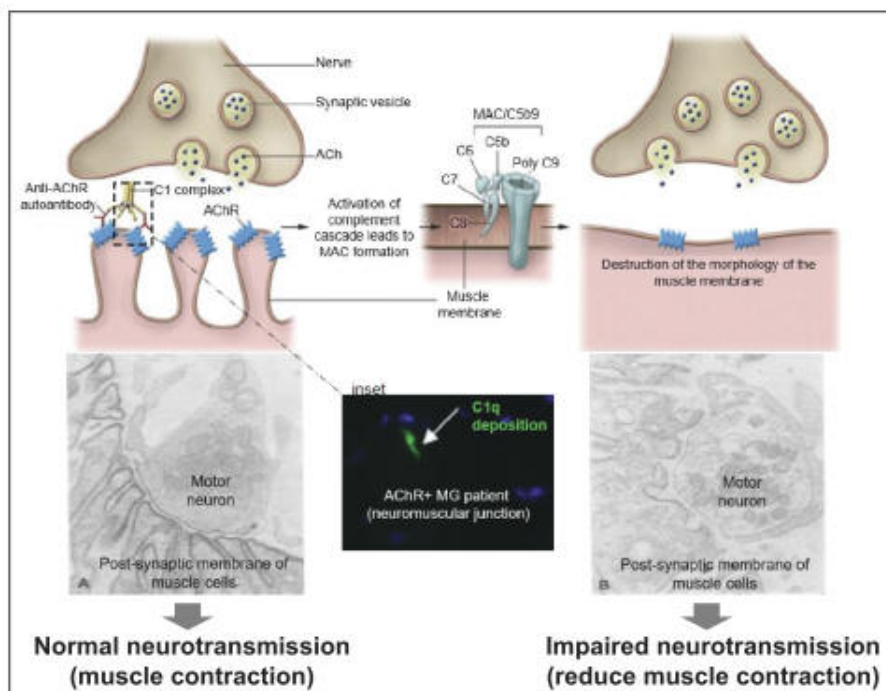 Nerve
Synaptic vesicle
ACh
Anti-AChR
autoantibody
C1 complex
AChR
Activation of
complement
cascade leads to
MAC formation
MAC/C5b9
C6
C5b
Poly C9
C7
C8
Muscle
membrane
Destruction of the morphology of the
muscle membrane
inset
C1q
deposition
AChR+ MG patient
(neuromuscular junction)
Motor
neuron
Post-synaptic membrane of
muscle cells
A
Motor
neuron
Post-synaptic membrane of
muscle cells
B
Normal neurotransmission
(muscle contraction)
Impaired neurotransmission
(reduce muscle contraction)